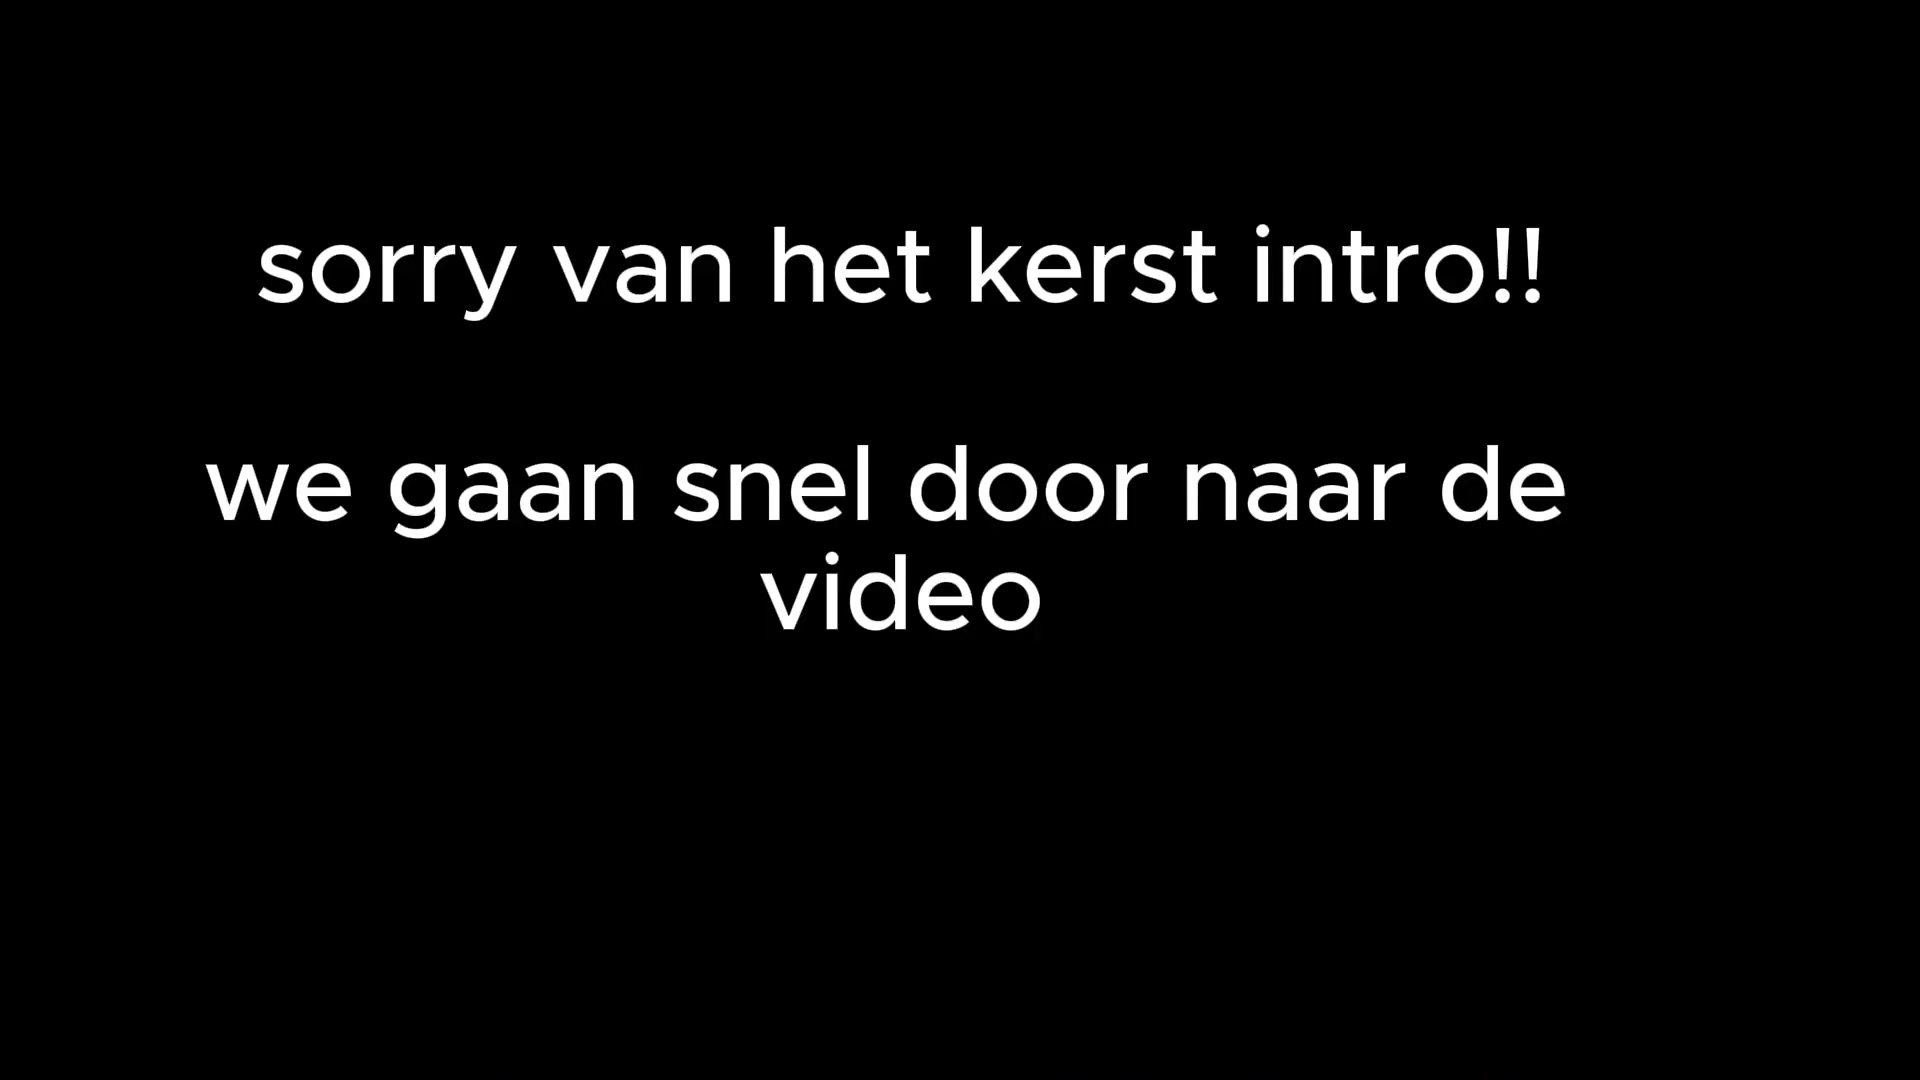 sorry van het kerst intro!!
we gaan snel door naar de
video